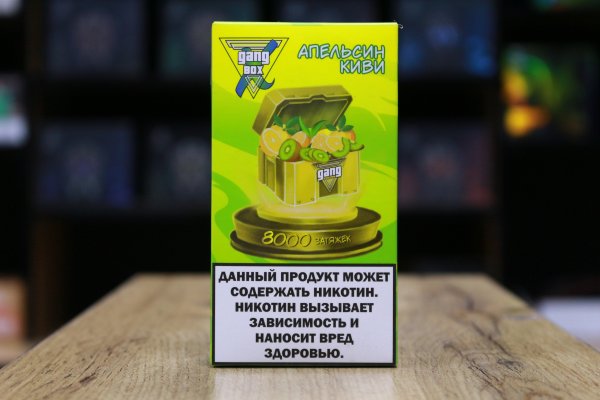 gang
BOX
АПЕЛЬСИН
КИВИ
gang
8000 ЗАТЯЖЕК
ДАННЫЙ ПРОДУКТ МОЖЕТ
СОДЕРЖАТЬ НИКОТИН.
НИКОТИН ВЫЗЫВАЕТ
ЗАВИСИМОСТЬ И
НАНОСИТ ВРЕД
ЗДОРОВЬЮ.